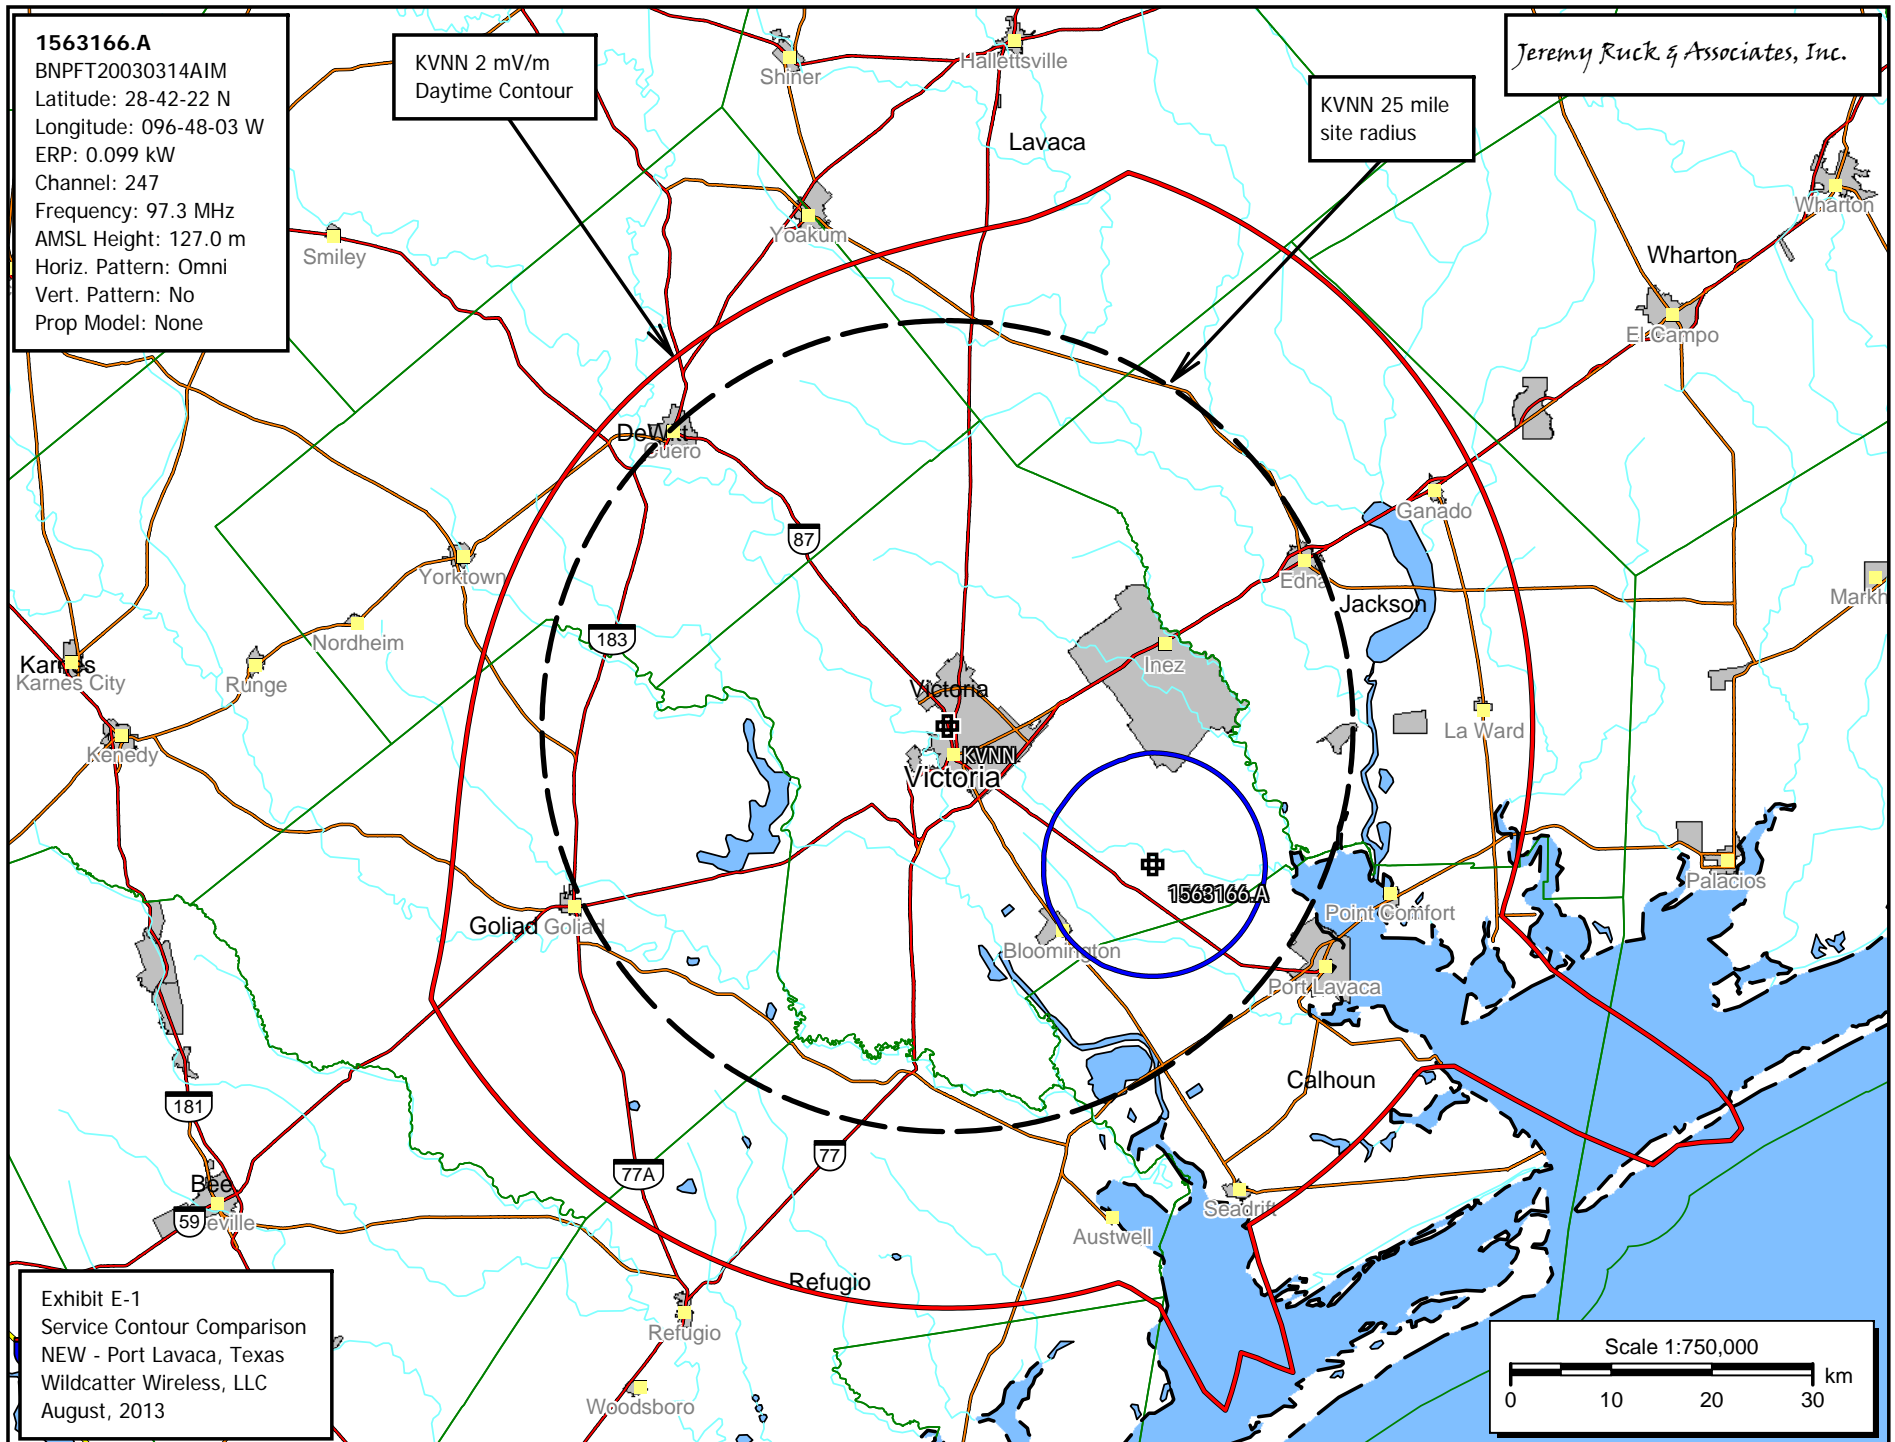 1563166.A
BNPFT20030314AIM
Latitude: 28-42-22 N
Longitude: 096-48-03 W
ERP: 0.099 kW
Channel: 247
Frequency: 97.3 MHz
AMSL Height: 127.0 m
Horiz. Pattern: Omni
Vert. Pattern: No
Prop Model: None
KVNN 2 mV/m
Daytime Contour
KVNN 25 mile
site radius
Jeremy Ruck & Associates, Inc.
Shiner
Hallettsville
Lavaca
Wharton
Wharton
El Campo
Yoakum
Smiley
DeWitt
Cuero
87
Ganado
Edna
Jackson
Markh
Yorktown
Nordheim
183
Inez
Karnes
Karnes City
Runge
Kenedy
Victoria
KVNN
Victoria
La Ward
1563166.A
Palacios
Point Comfort
Goliad
Goliad
Bloomington
Port Lavaca
Calhoun
181
77
77A
Bee
59
eville
Seadrift
Austwell
Refugio
Refugio
Woodsboro
Exhibit E-1
Service Contour Comparison
NEW - Port Lavaca, Texas
Wildcatter Wireless, LLC
August, 2013
Scale 1:750,000
km
0 10 20 30